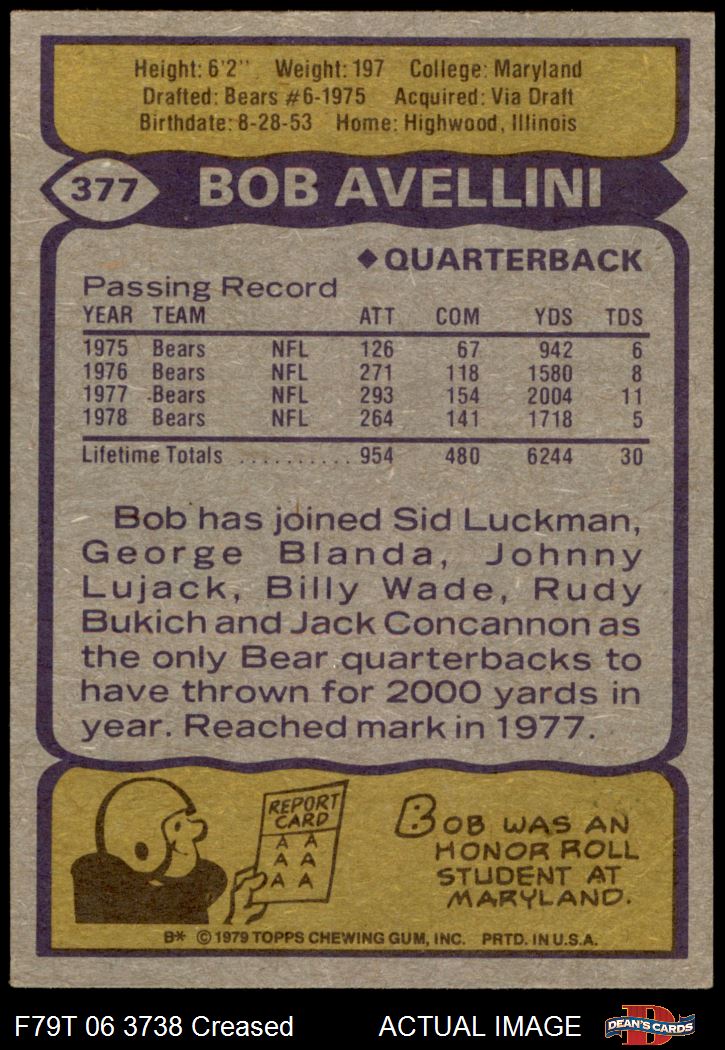 Height: 6'2" Weight: 197 College: Maryland
Drafted: Bears #6-1975 Acquired: Via Draft
Birthdate: 8-28-53 Home: Highwood, Illinois
377 BOB AVELLINI
◆QUARTERBACK
Passing Record
YEAR TEAM ATT COM YDS TDS
1975 Bears NFL 126 67 942 6
1976 Bears NFL 271 118 1580 8
1977 Bears NFL 293 154 2004 11
1978 Bears NFL 264 141 1718 5
Lifetime Totals .......... 954 480 6244 30
Bob has joined Sid Luckman,
George Blanda, Johnny
Lujack, Billy Wade, Rudy
Bukich and Jack Concannon as
the only Bear quarterbacks to
have thrown for 2000 yards in
year. Reached mark in 1977.
REPORT
CARD
A A
A A
A A
BOB WAS AN
HONOR ROLL
STUDENT AT
MARYLAND.
B* © 1979 TOPPS CHEWING GUM, INC. PRTD. IN U.S.A.
F79T 06 3738 Creased ACTUAL IMAGE
D
DEAN'S CARDS